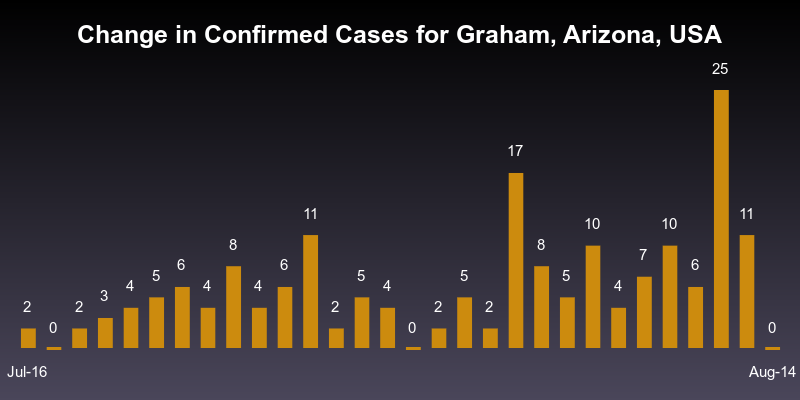 Change in Confirmed Cases for Graham, Arizona, USA
2 0 2 3 4 5 6 4 8 4 6 11 2 5 4 0 2 5 2 17 8 5 10 4 7 10 6 25 11 0
Jul-16 Aug-14